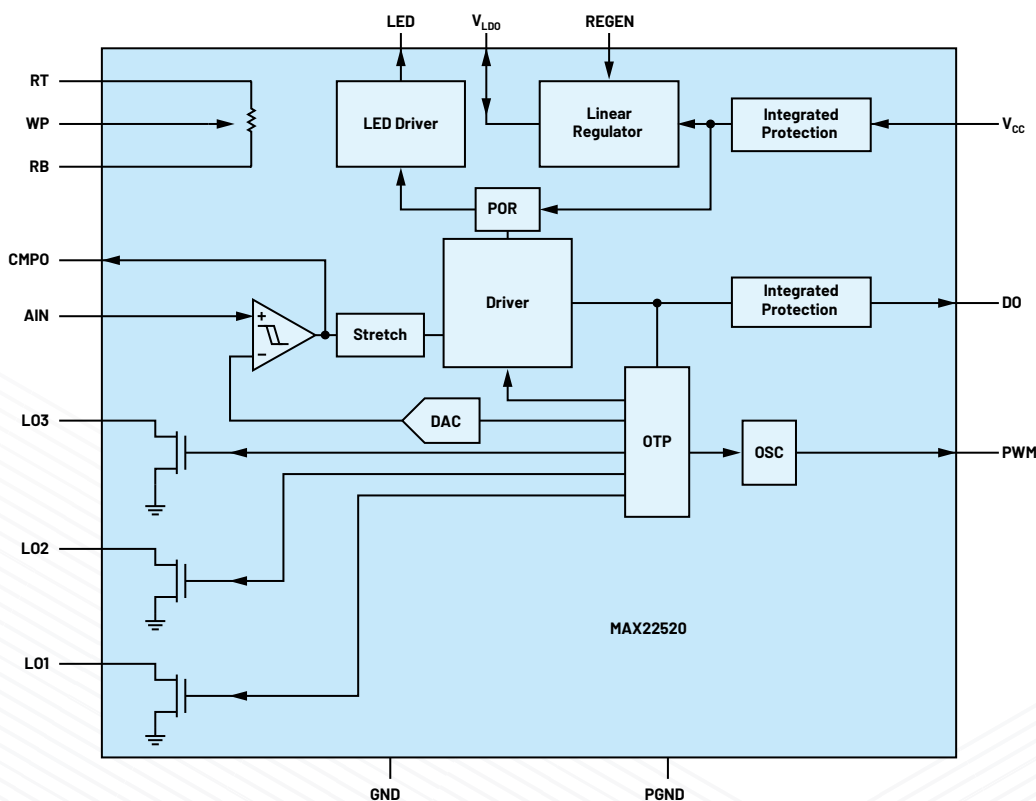 LED
VLDO
REGEN
RT
WP
RB
LED Driver
Linear
Regulator
Integrated
Protection
VCC
POR
CMPO
AIN
+
−
Stretch
Driver
Integrated
Protection
DO
LO3
DAC
OTP
OSC
PWM
LO2
LO1
MAX22520
GND
PGND